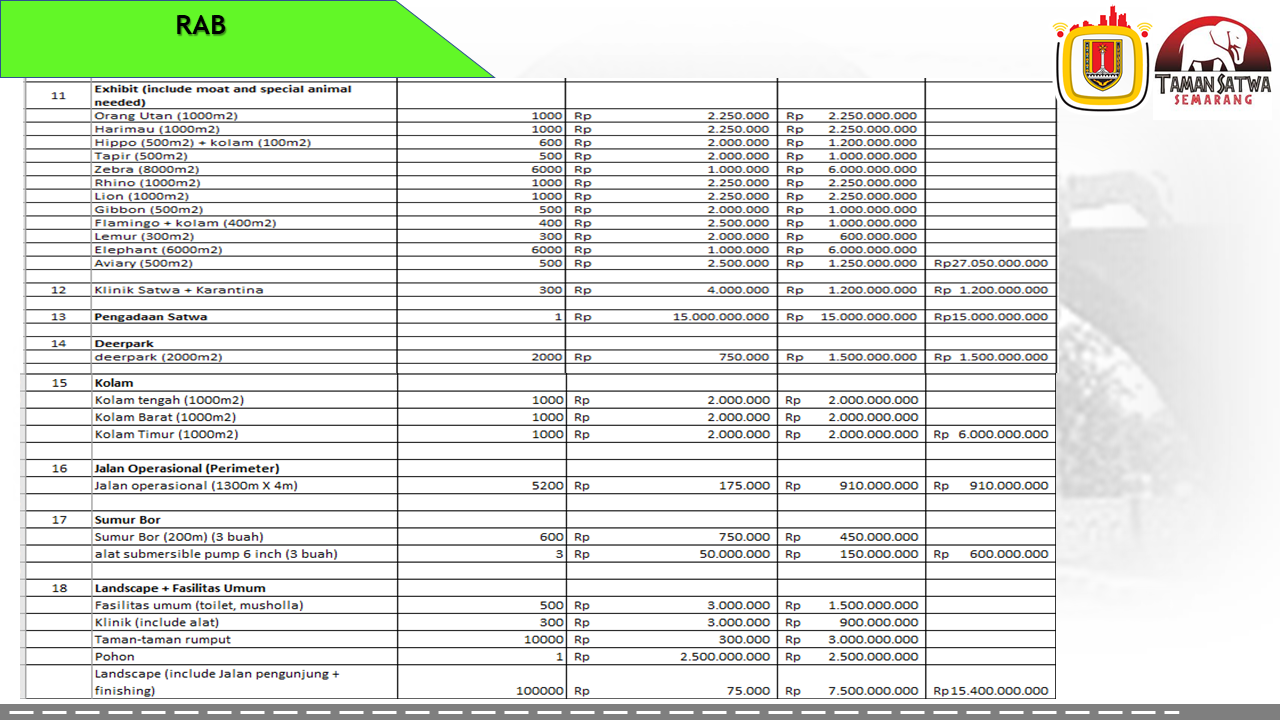 RAB
TAMAN SATWA
SEMARANG
11 Exhibit (include moat and special animal
needed)
Orang Utan (1000m2) 1000 Rp 2.250.000 Rp 2.250.000.000
Harimau (1000m2) 1000 Rp 2.250.000 Rp 2.250.000.000
Hippo (500m2) + kolam (100m2) 600 Rp 2.000.000 Rp 1.200.000.000
Tapir (500m2) 500 Rp 2.000.000 Rp 1.000.000.000
Zebra (8000m2) 6000 Rp 1.000.000 Rp 6.000.000.000
Rhino (1000m2) 1000 Rp 2.250.000 Rp 2.250.000.000
Lion (1000m2) 1000 Rp 2.250.000 Rp 2.250.000.000
Gibbon (500m2) 500 Rp 2.000.000 Rp 1.000.000.000
Flamingo + kolam (400m2) 400 Rp 2.500.000 Rp 1.000.000.000
Lemur (300m2) 300 Rp 2.000.000 Rp 600.000.000
Elephant (6000m2) 6000 Rp 1.000.000 Rp 6.000.000.000
Aviary (500m2) 500 Rp 2.500.000 Rp 1.250.000.000 Rp27.050.000.000
12 Klinik Satwa + Karantina 300 Rp 4.000.000 Rp 1.200.000.000 Rp 1.200.000.000
13 Pengadaan Satwa 1 Rp 15.000.000.000 Rp 15.000.000.000 Rp15.000.000.000
14 Deerpark
deerpark (2000m2) 2000 Rp 750.000 Rp 1.500.000.000 Rp 1.500.000.000
15 Kolam
Kolam tengah (1000m2) 1000 Rp 2.000.000 Rp 2.000.000.000
Kolam Barat (1000m2) 1000 Rp 2.000.000 Rp 2.000.000.000
Kolam Timur (1000m2) 1000 Rp 2.000.000 Rp 2.000.000.000 Rp 6.000.000.000
16 Jalan Operasional (Perimeter)
Jalan operasional (1300m X 4m) 5200 Rp 175.000 Rp 910.000.000 Rp 910.000.000
17 Sumur Bor
Sumur Bor (200m) (3 buah) 600 Rp 750.000 Rp 450.000.000
alat submersible pump 6 inch (3 buah) 3 Rp 50.000.000 Rp 150.000.000 Rp 600.000.000
18 Landscape + Fasilitas Umum
Fasilitas umum (toilet, musholla) 500 Rp 3.000.000 Rp 1.500.000.000
Klinik (include alat) 300 Rp 3.000.000 Rp 900.000.000
Taman-taman rumput 10000 Rp 300.000 Rp 3.000.000.000
Pohon 1 Rp 2.500.000.000 Rp 2.500.000.000
Landscape (include Jalan pengunjung +
finishing) 100000 Rp 75.000 Rp 7.500.000.000 Rp15.400.000.000